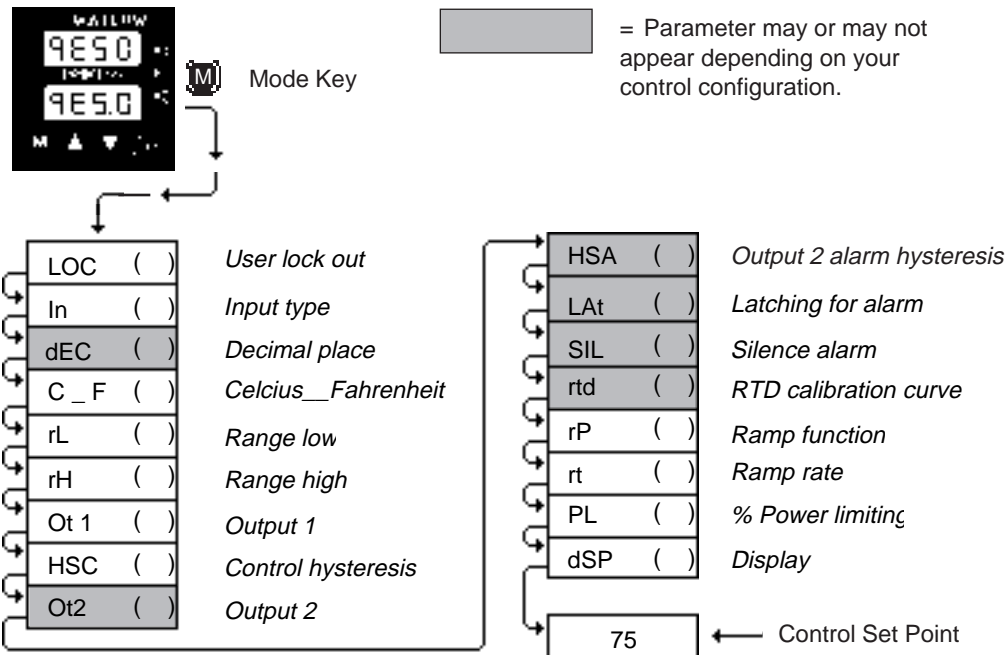 WATLOW
= Parameter may or may not
appear depending on your
control configuration.
M Mode Key
LOC ( ) User lock out
In ( ) Input type
dEC ( ) Decimal place
C _ F ( ) Celcius__Fahrenheit
rL ( ) Range low
rH ( ) Range high
Ot 1 ( ) Output 1
HSC ( ) Control hysteresis
Ot2 ( ) Output 2
HSA ( ) Output 2 alarm hysteresis
LAt ( ) Latching for alarm
SIL ( ) Silence alarm
rtd ( ) RTD calibration curve
rP ( ) Ramp function
rt ( ) Ramp rate
PL ( ) % Power limiting
dSP ( ) Display
75 Control Set Point